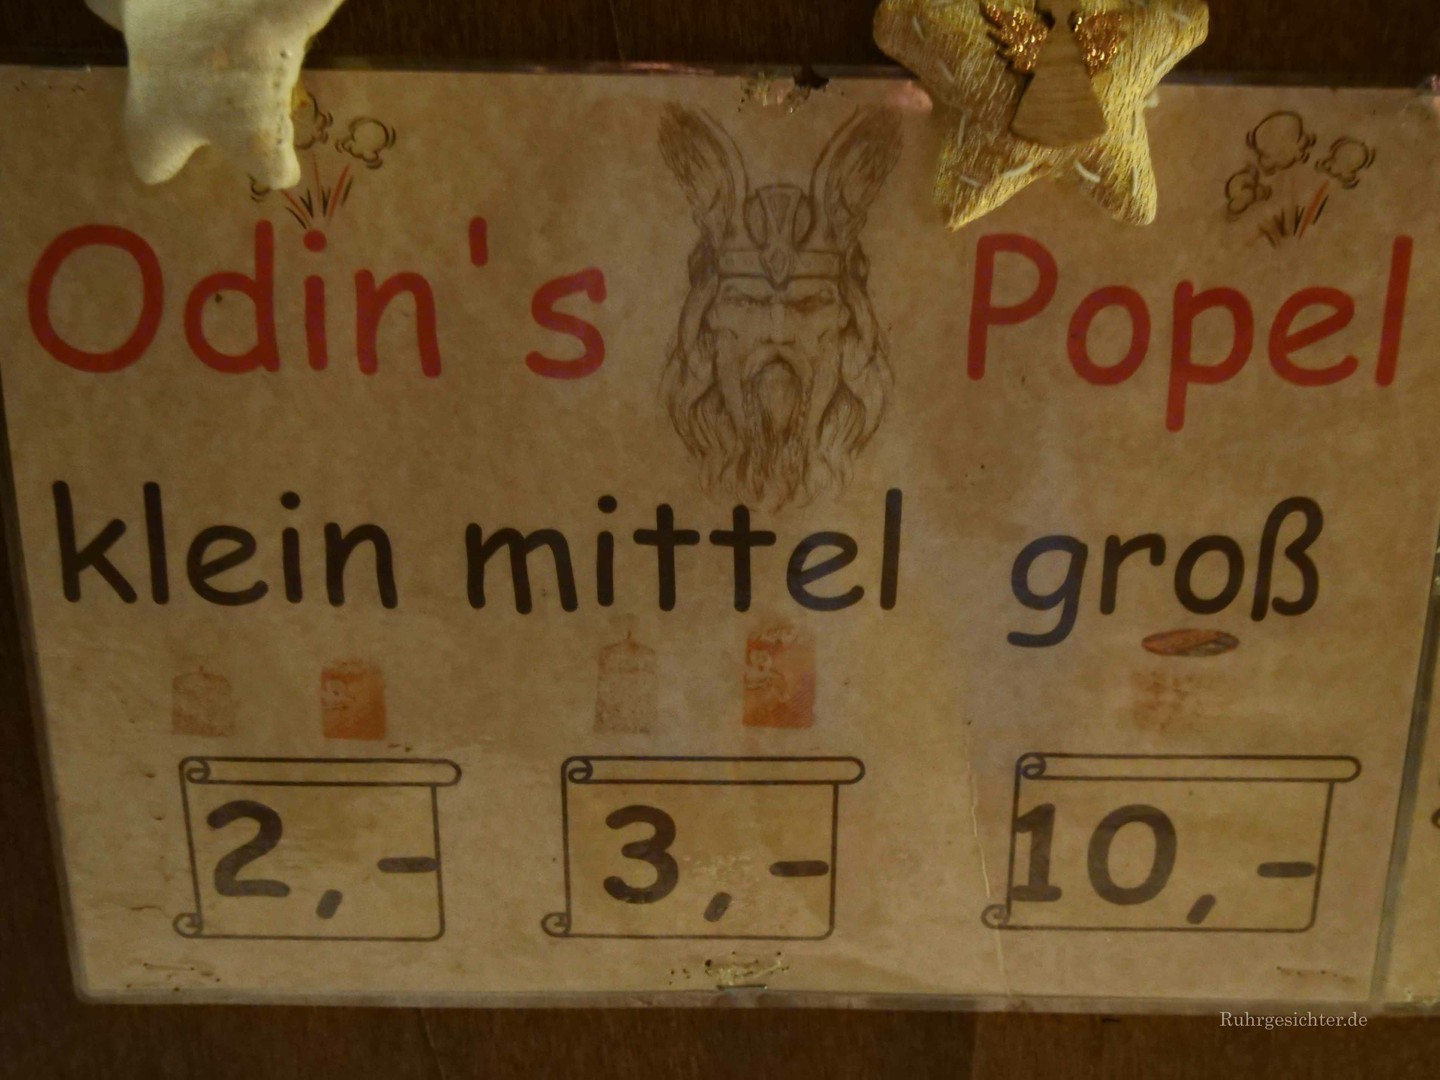 Odin's Popel
klein mittel groß
2,- 3,- 10,-
Ruhrgesichter.de